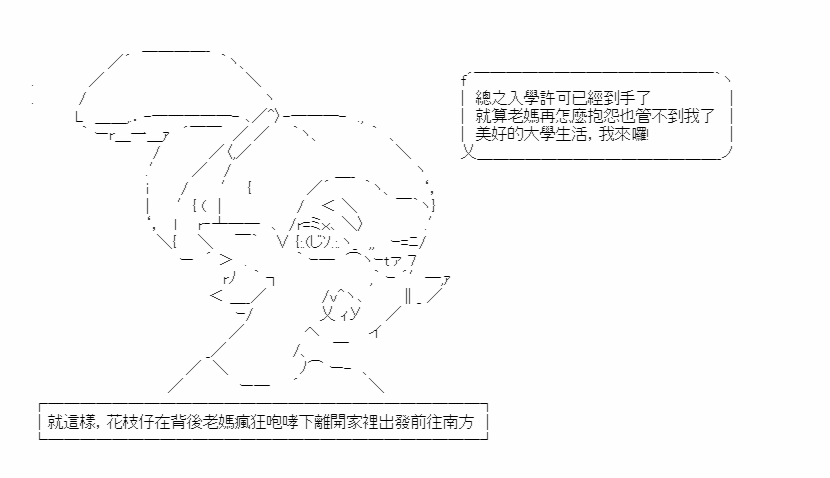 總之入學許可已經到手了
就算老媽再怎麼抱怨也管不到我了
美好的大學生活，我來囉!
就這樣，花枝仔在背後老媽瘋狂咆哮下離開家裡出發前往南方